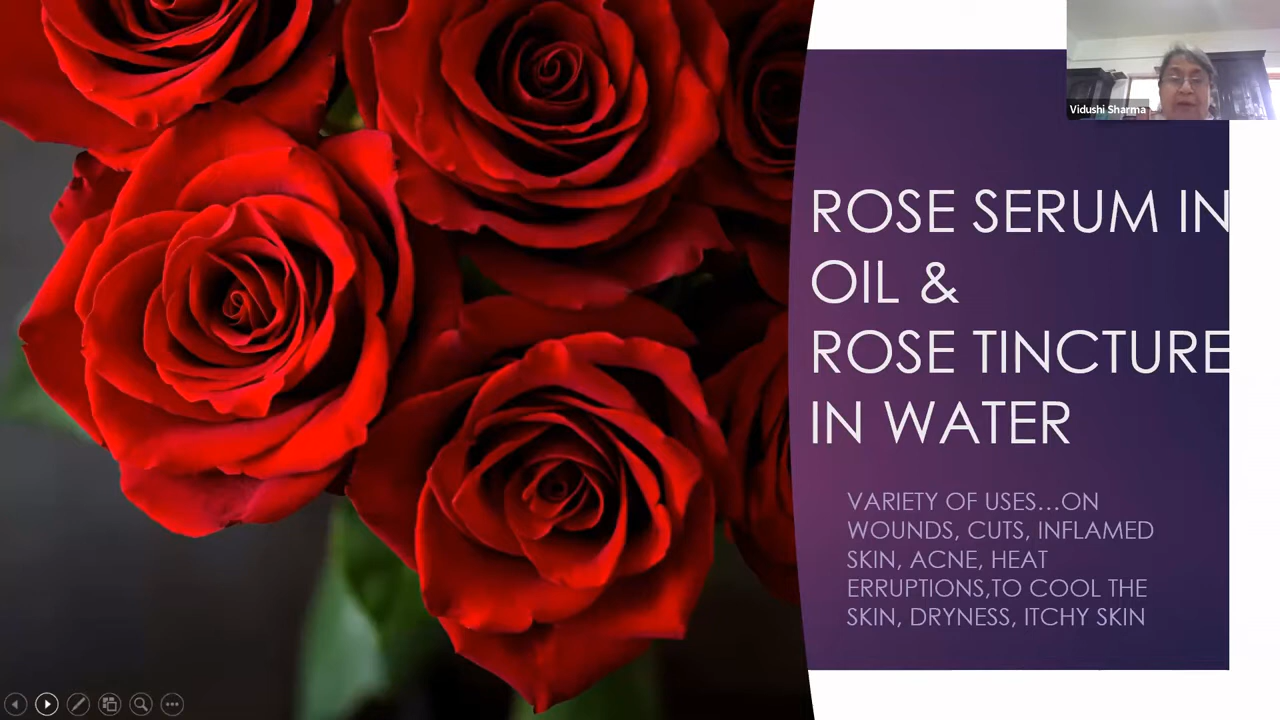 Vidushi Sharma
ROSE SERUM IN
OIL &
ROSE TINCTURE
IN WATER
VARIETY OF USES...ON
WOUNDS, CUTS, INFLAMED
SKIN, ACNE, HEAT
ERRUPTIONS,TO COOL THE
SKIN, DRYNESS, ITCHY SKIN